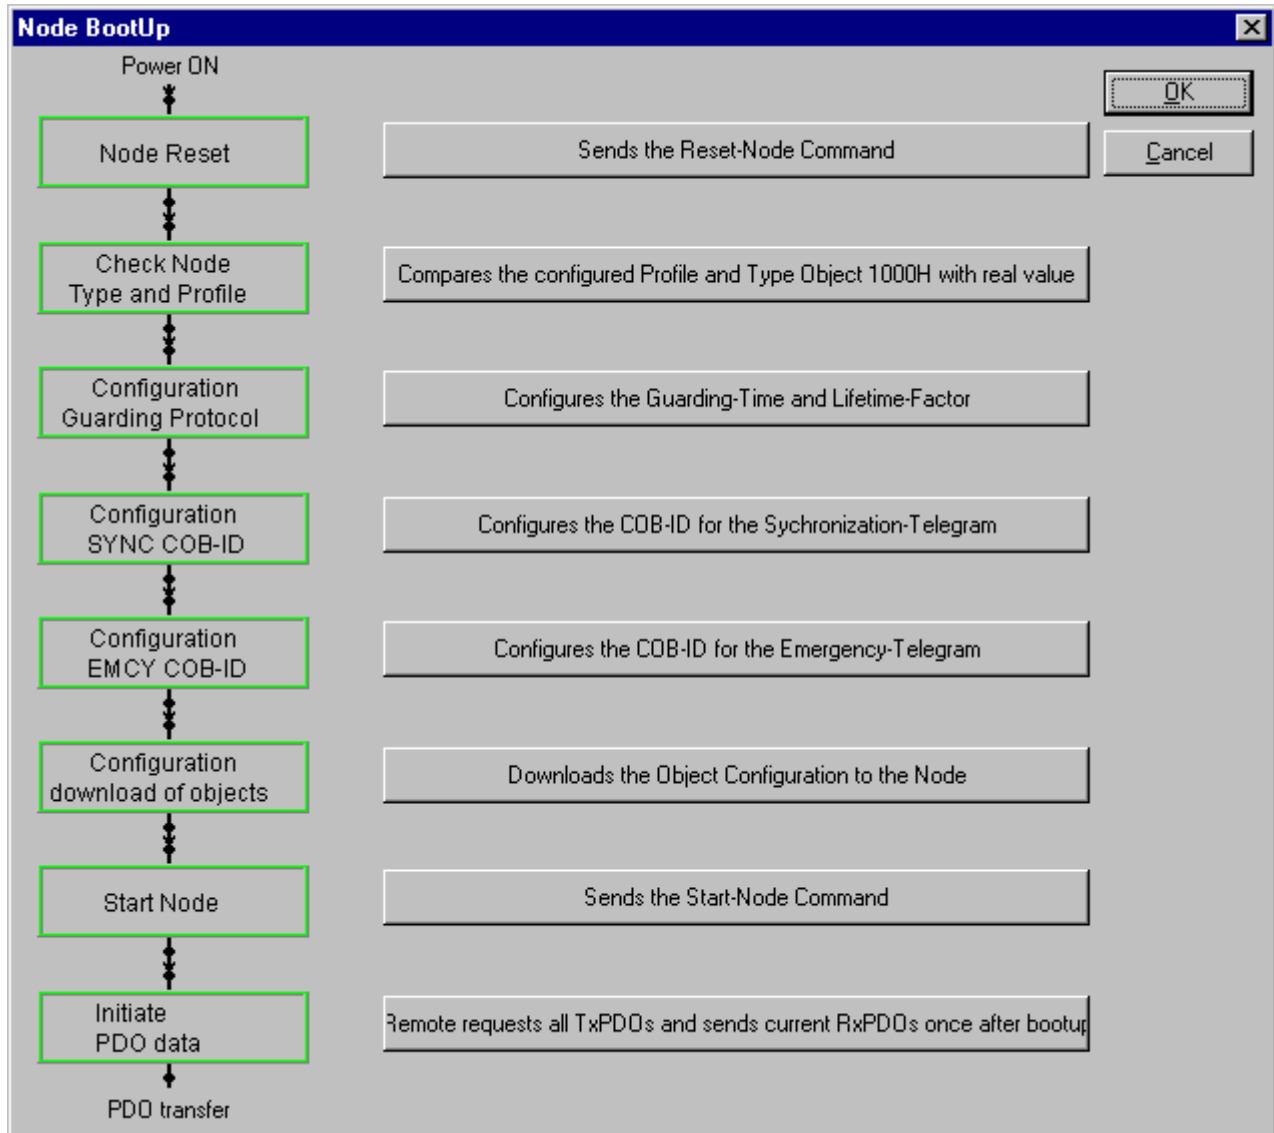 Node BootUp
Power ON
OK
Node Reset
Sends the Reset-Node Command
Cancel
Check Node
Type and Profile
Compares the configured Profile and Type Object 1000H with real value
Configuration
Guarding Protocol
Configures the Guarding-Time and Lifetime-Factor
Configuration
SYNC COB-ID
Configures the COB-ID for the Sychronization-Telegram
Configuration
EMCY COB-ID
Configures the COB-ID for the Emergency-Telegram
Configuration
download of objects
Downloads the Object Configuration to the Node
Start Node
Sends the Start-Node Command
Initiate
PDO data
Remote requests all TxPDOs and sends current RxPDOs once after bootup
PDO transfer